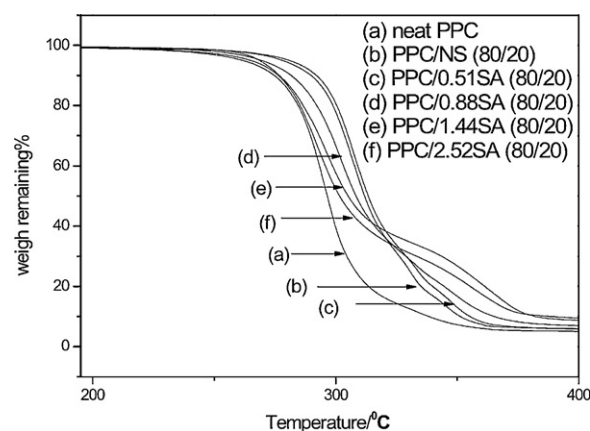 (a) neat PPC
(b) PPC/NS (80/20)
(c) PPC/0.51SA (80/20)
(d) PPC/0.88SA (80/20)
(e) PPC/1.44SA (80/20)
(f) PPC/2.52SA (80/20)
weigh remaining%
100
80
60
40
20
0
(d)
(e)
(f)
(a)
(b)
(c)
200
300
400
Temperature/⁰C